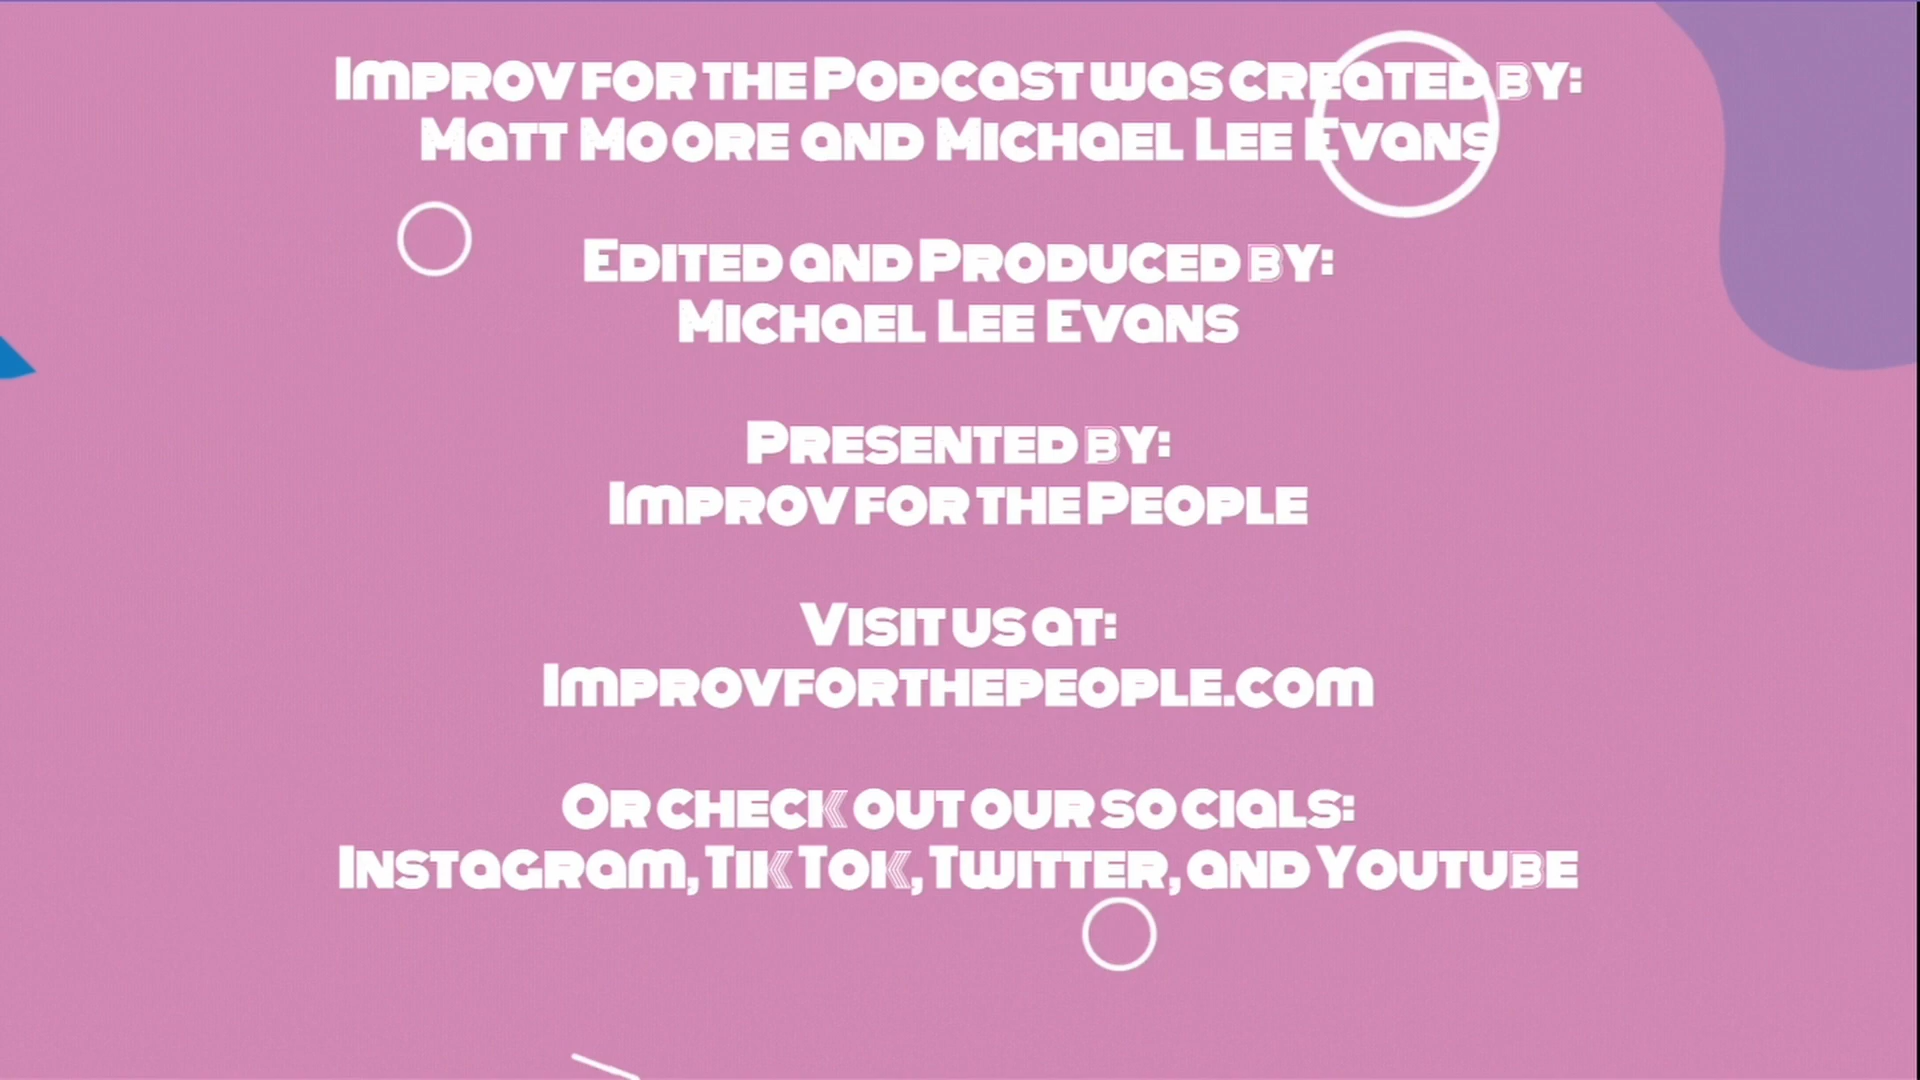 Improv for the Podcast was created by:
Matt Moore and Michael Lee Evans
Edited and Produced by:
Michael Lee Evans
Presented by:
Improv for the People
Visit us at:
Improvforthepeople.com
Or check out our socials:
Instagram, TikTok, Twitter, and Youtube